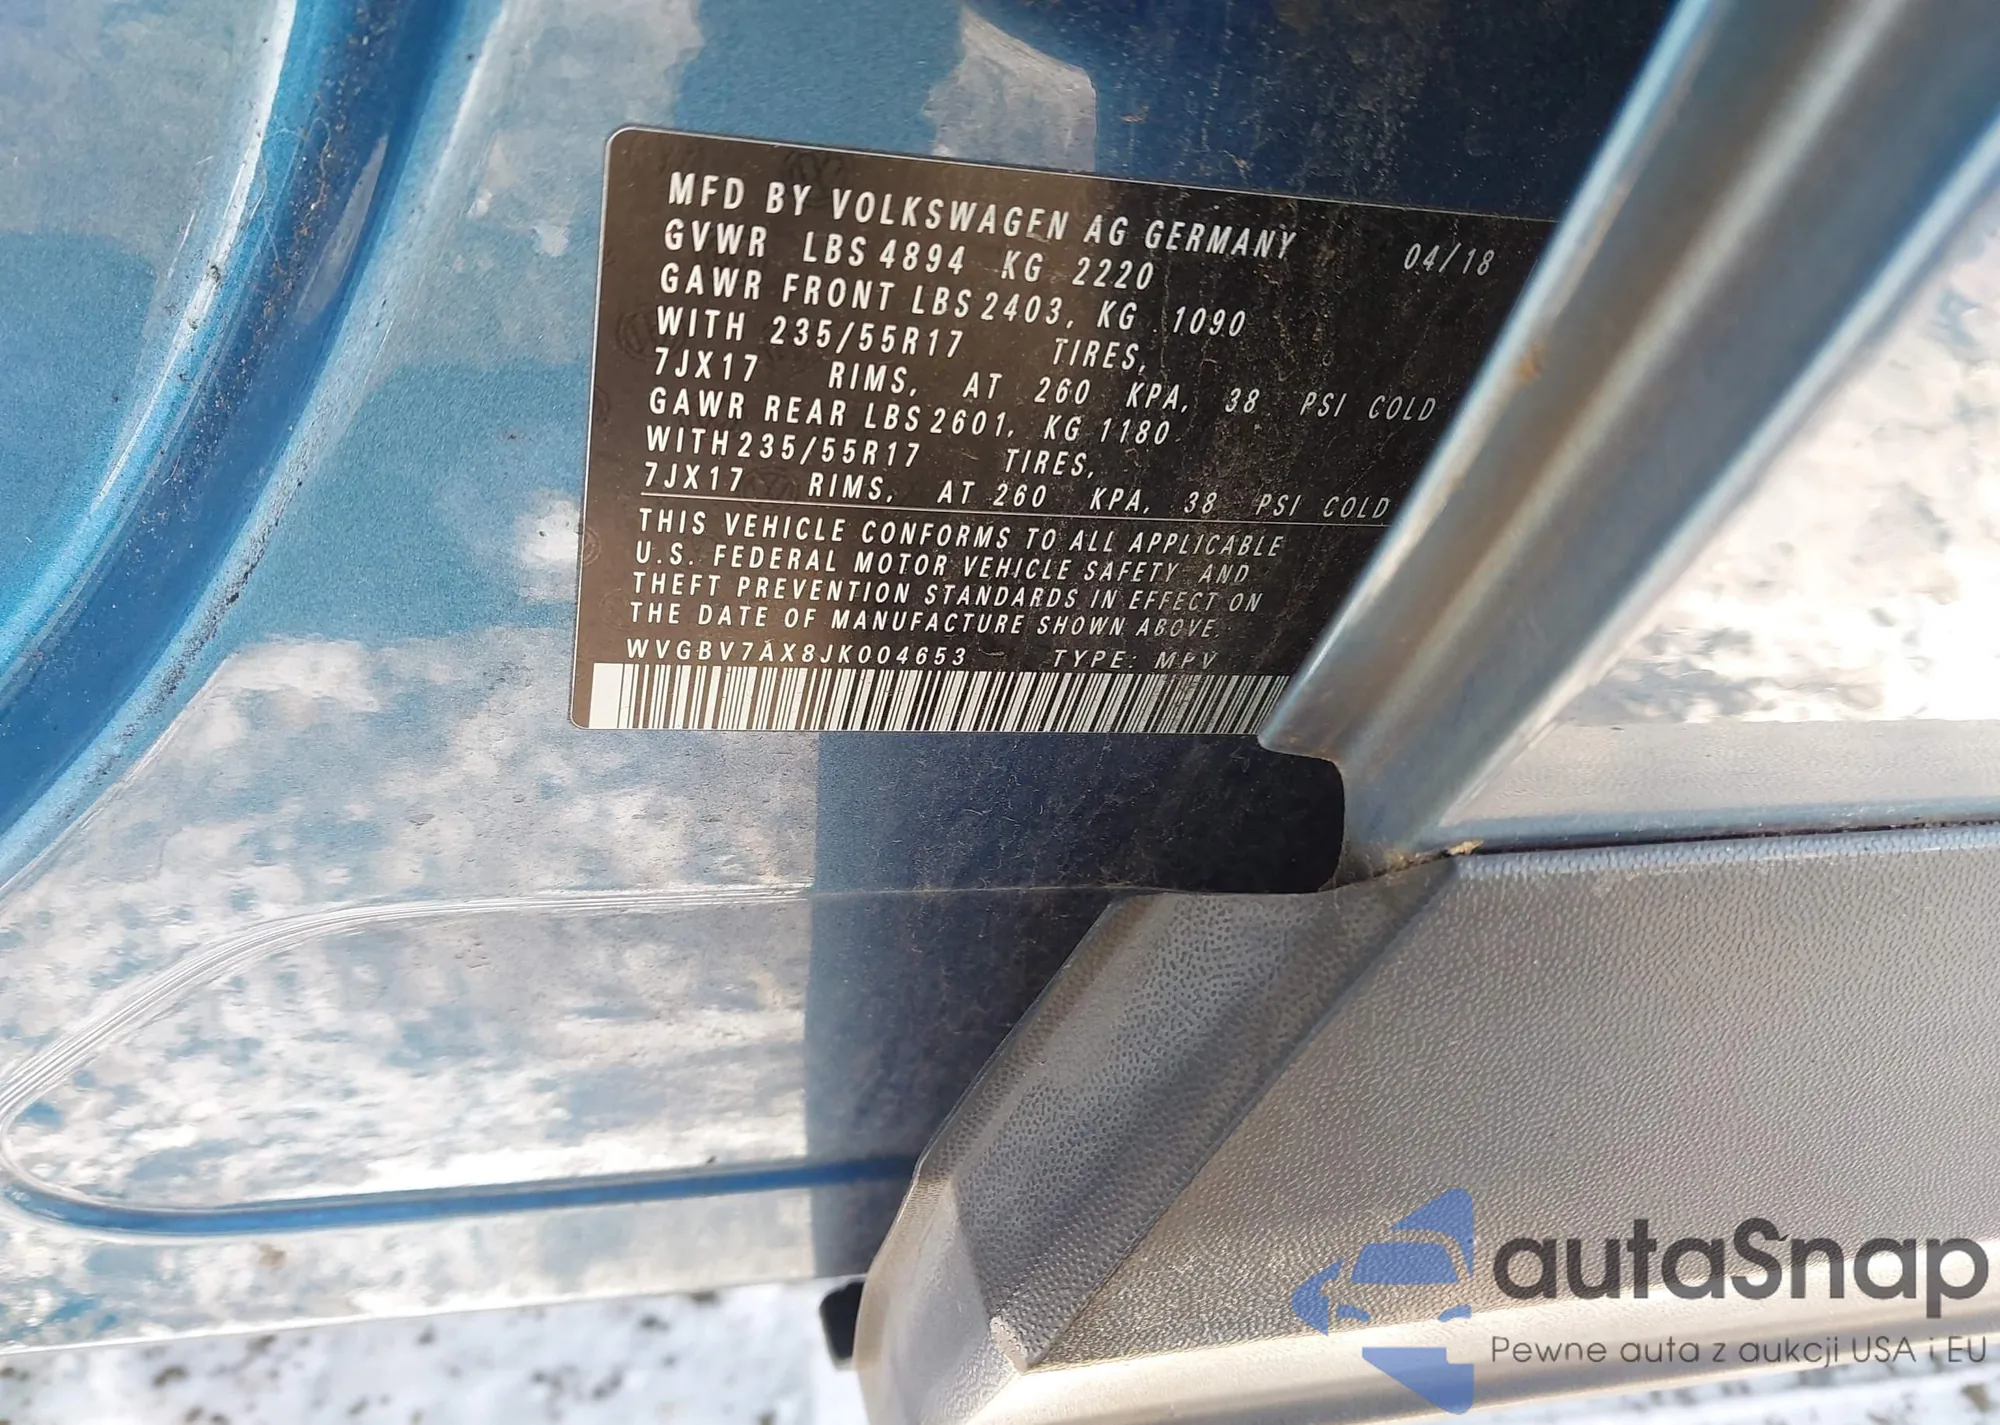 MFD BY VOLKSWAGEN AG GERMANY 04/18
GVWR LBS 4894 KG 2220
GAWR FRONT LBS 2403, KG 1090
WITH 235/55R17 TIRES,
7JX17 RIMS, AT 260 KPA, 38 PSI COLD
GAWR REAR LBS 2601, KG 1180
WITH 235/55R17 TIRES,
7JX17 RIMS, AT 260 KPA, 38 PSI COLD
THIS VEHICLE CONFORMS TO ALL APPLICABLE
U.S. FEDERAL MOTOR VEHICLE SAFETY AND
THEFT PREVENTION STANDARDS IN EFFECT ON
THE DATE OF MANUFACTURE SHOWN ABOVE.
WVGBV7AX8JK004653 TYPE: MPV
autaSnap
Pewne auta z aukcji USA i EU